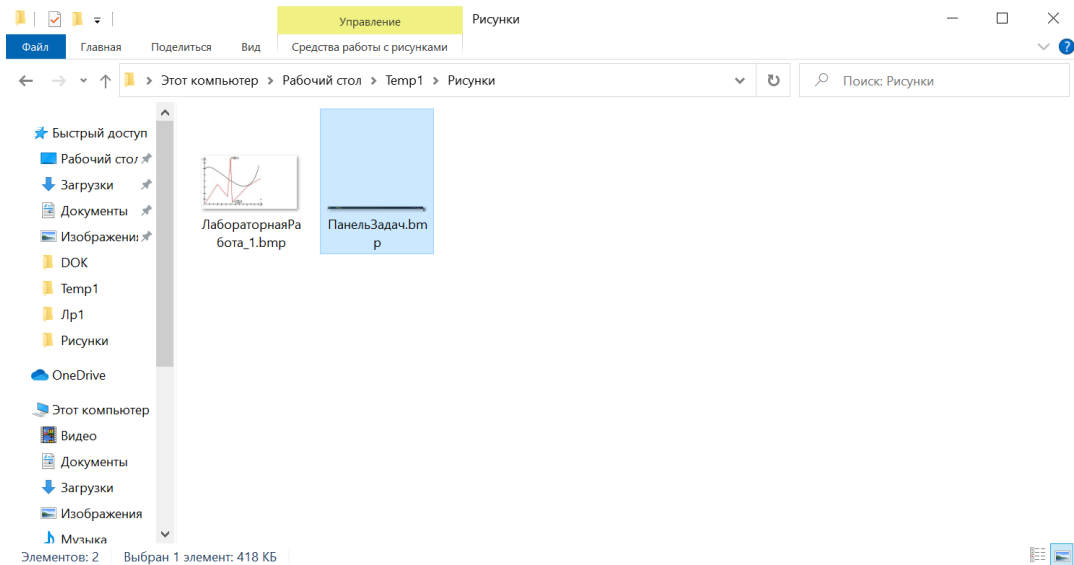 Управление
Рисунки
Файл
Главная
Поделиться
Вид
Средства работы с рисунками
Этот компьютер > Рабочий стол > Temp1 > Рисунки
Поиск: Рисунки
Быстрый доступ
Рабочий стол
Загрузки
Документы
Изображения
DOK
Temp1
Лр1
Рисунки
OneDrive
Этот компьютер
Видео
Документы
Загрузки
Изображения
Музыка
ЛабораторнаяРа
бота_1.bmp
ПанельЗадач.bm
p
Элементов: 2
Выбран 1 элемент: 418 КБ